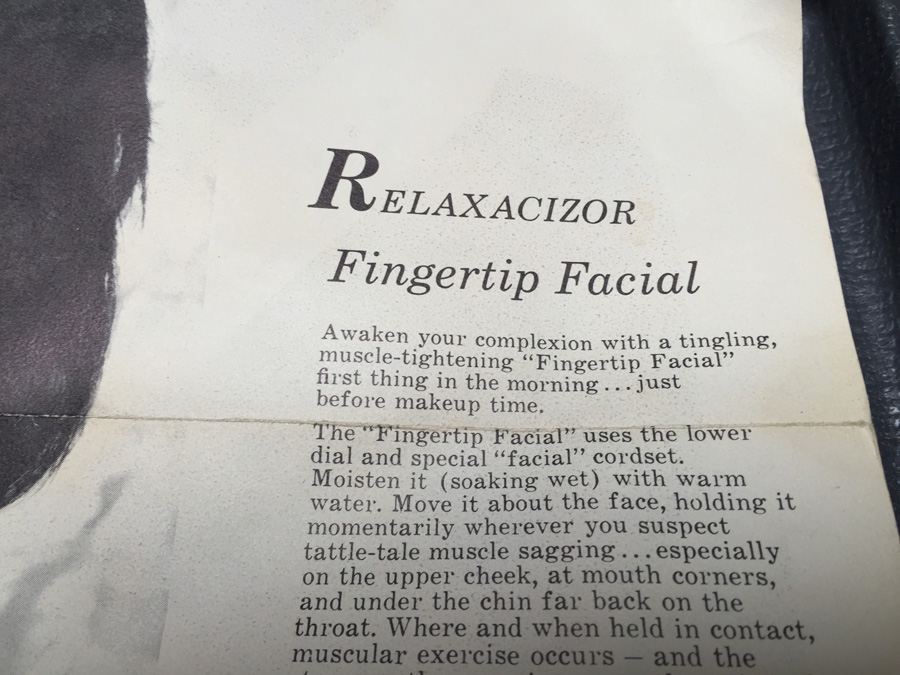 RELAXACIZOR
Fingertip Facial
Awaken your complexion with a tingling,
muscle-tightening “Fingertip Facial”
first thing in the morning...just
before makeup time.
The “Fingertip Facial” uses the lower
dial and special “facial” cordset.
Moisten it (soaking wet) with warm
water. Move it about the face, holding it
momentarily wherever you suspect
tattle-tale muscle sagging...especially
on the upper cheek, at mouth corners,
and under the chin far back on the
throat. Where and when held in contact,
muscular exercise occurs – and the